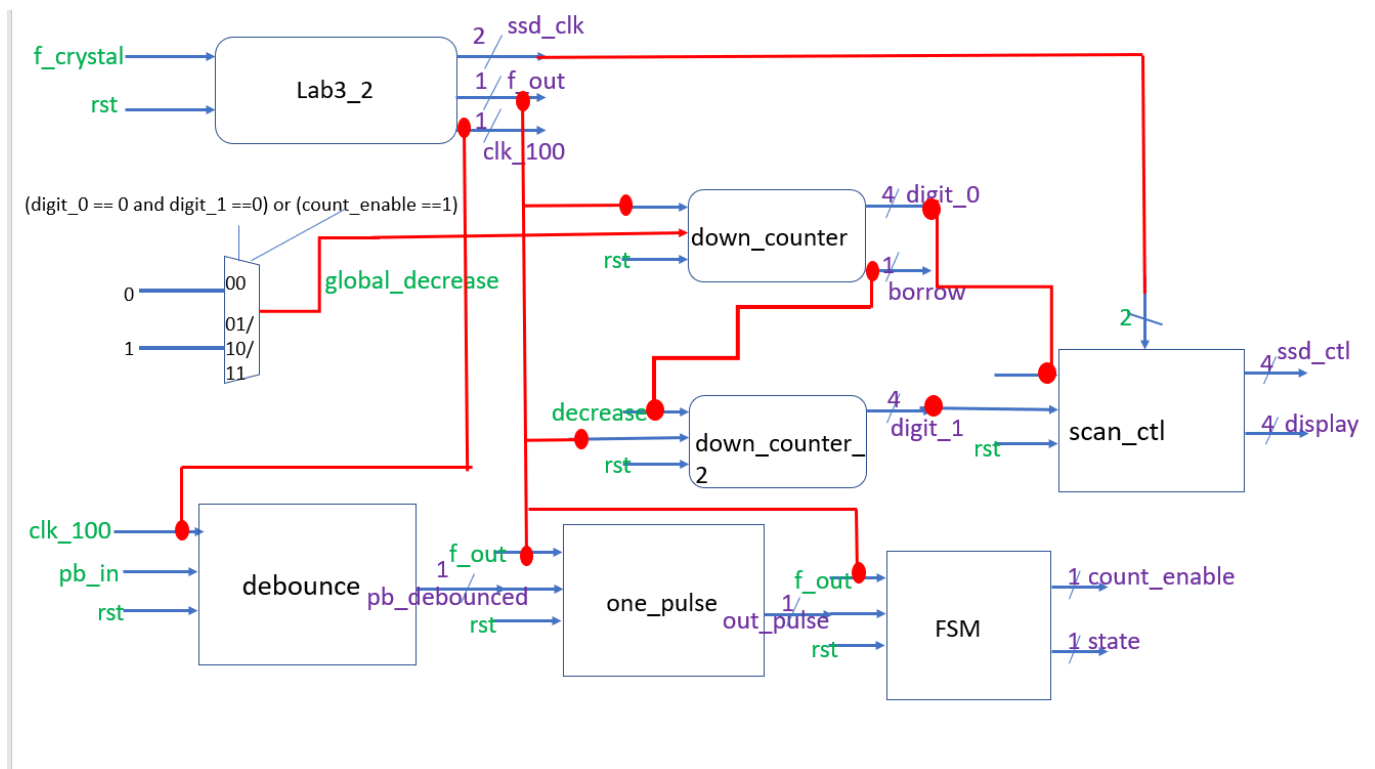 f_crystal
rst
Lab3_2
2
ssd_clk
1
f_out
1
clk_100
(digit_0 == 0 and digit_1 ==0) or (count_enable ==1)
0
1
00
01/
10/
11
global_decrease
rst
down_counter
4
digit_0
1
borrow
decrease
rst
down_counter_
2
4
digit_1
2
rst
scan_ctl
4
ssd_ctl
4
display
clk_100
pb_in
rst
debounce
1
pb_debounced
f_out
rst
one_pulse
1
out_pulse
f_out
rst
FSM
1
count_enable
1
state